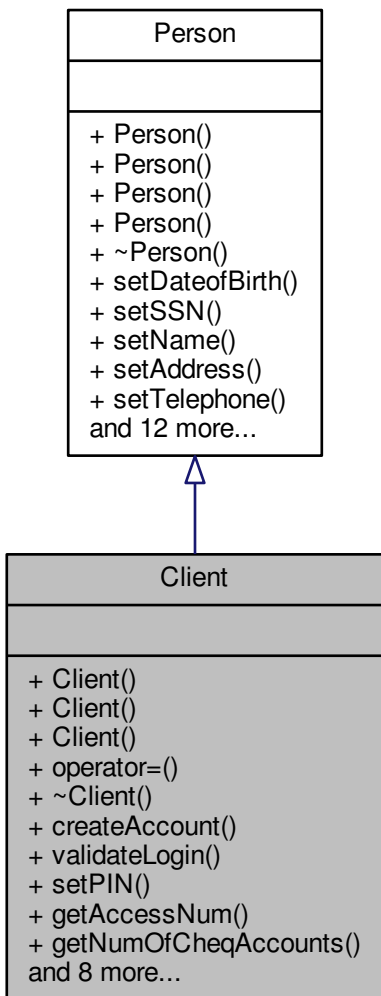 Person
+ Person()
+ Person()
+ Person()
+ Person()
+ ~Person()
+ setDateofBirth()
+ setSSN()
+ setName()
+ setAddress()
+ setTelephone()
and 12 more...
Client
+ Client()
+ Client()
+ Client()
+ operator=()
+ ~Client()
+ createAccount()
+ validateLogin()
+ setPIN()
+ getAccessNum()
+ getNumOfCheqAccounts()
and 8 more...